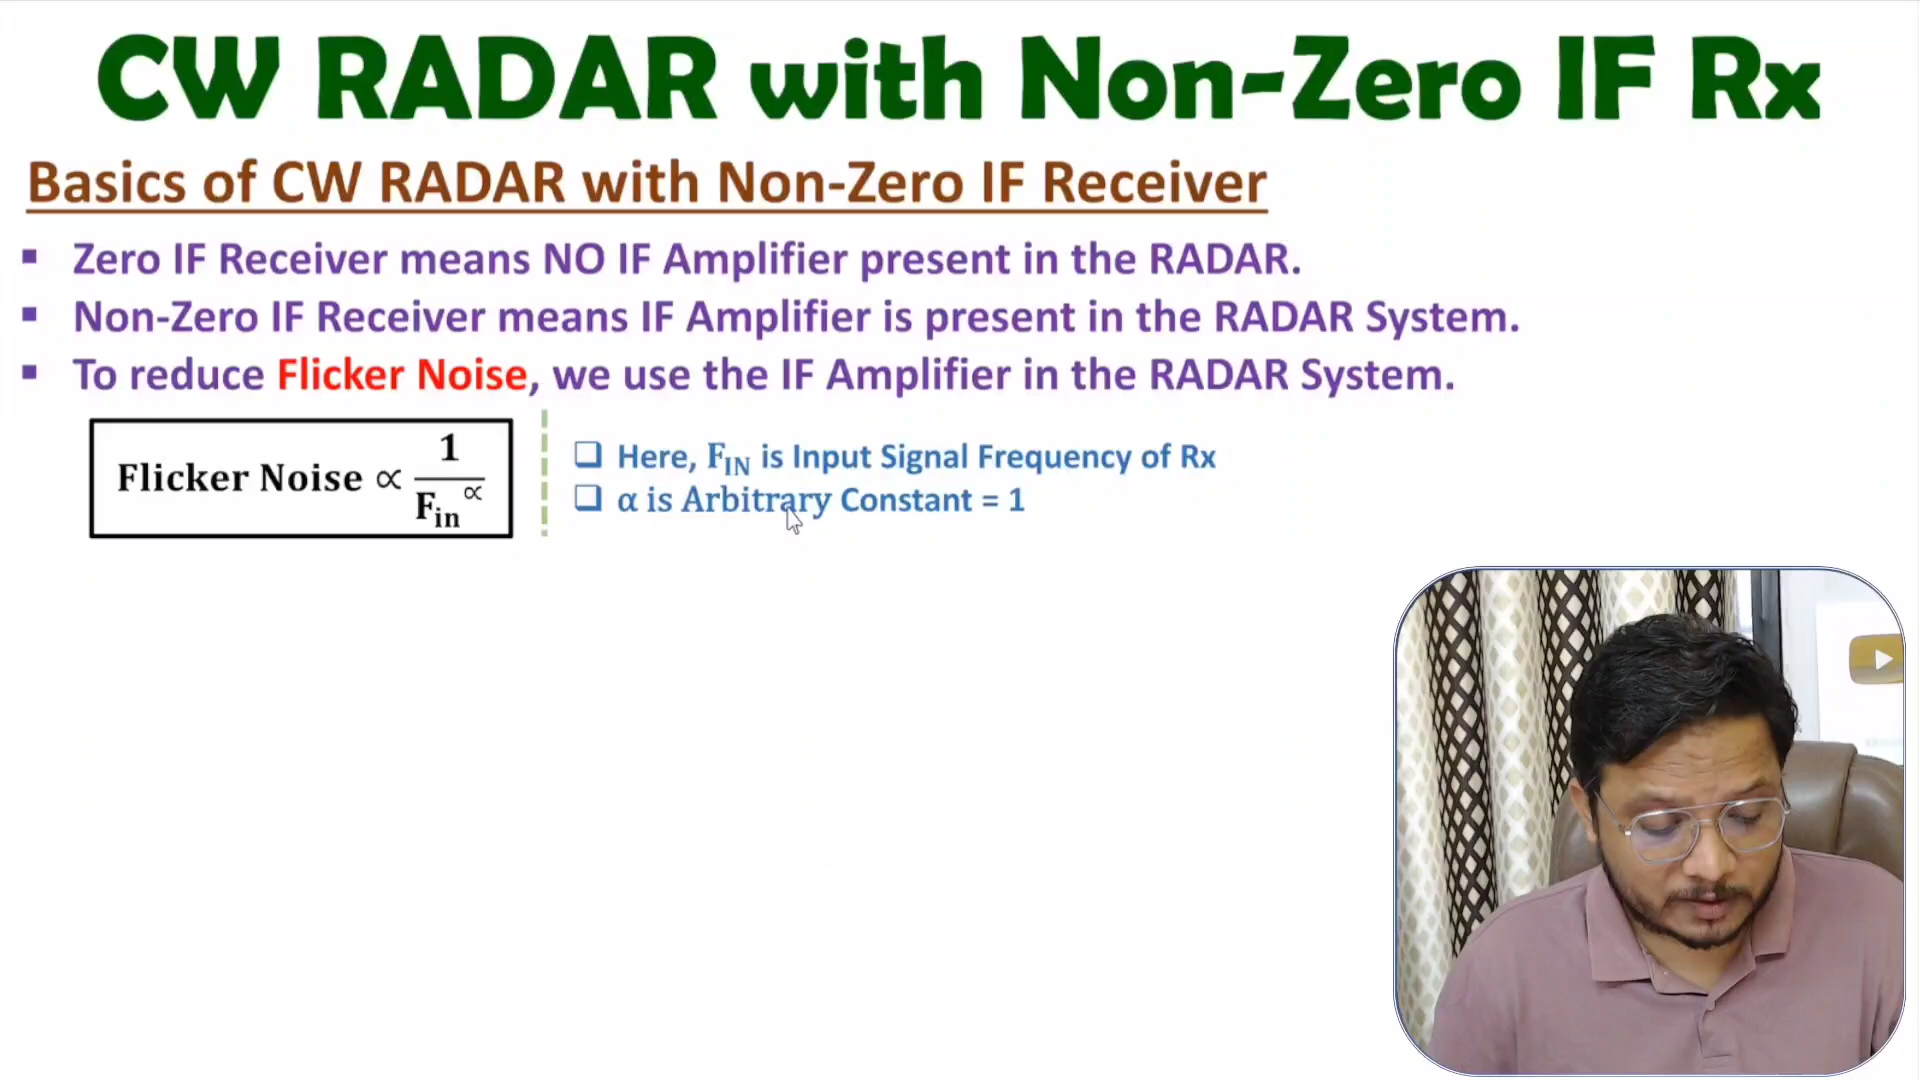 CW RADAR with Non-Zero IF Rx
Basics of CW RADAR with Non-Zero IF Receiver
▪ Zero IF Receiver means NO IF Amplifier present in the RADAR.
▪ Non-Zero IF Receiver means IF Amplifier is present in the RADAR System.
▪ To reduce Flicker Noise, we use the IF Amplifier in the RADAR System.
Flicker Noise ∝ 1 / F_in^∝
❑ Here, F_IN is Input Signal Frequency of Rx
❑ α is Arbitrary Constant = 1